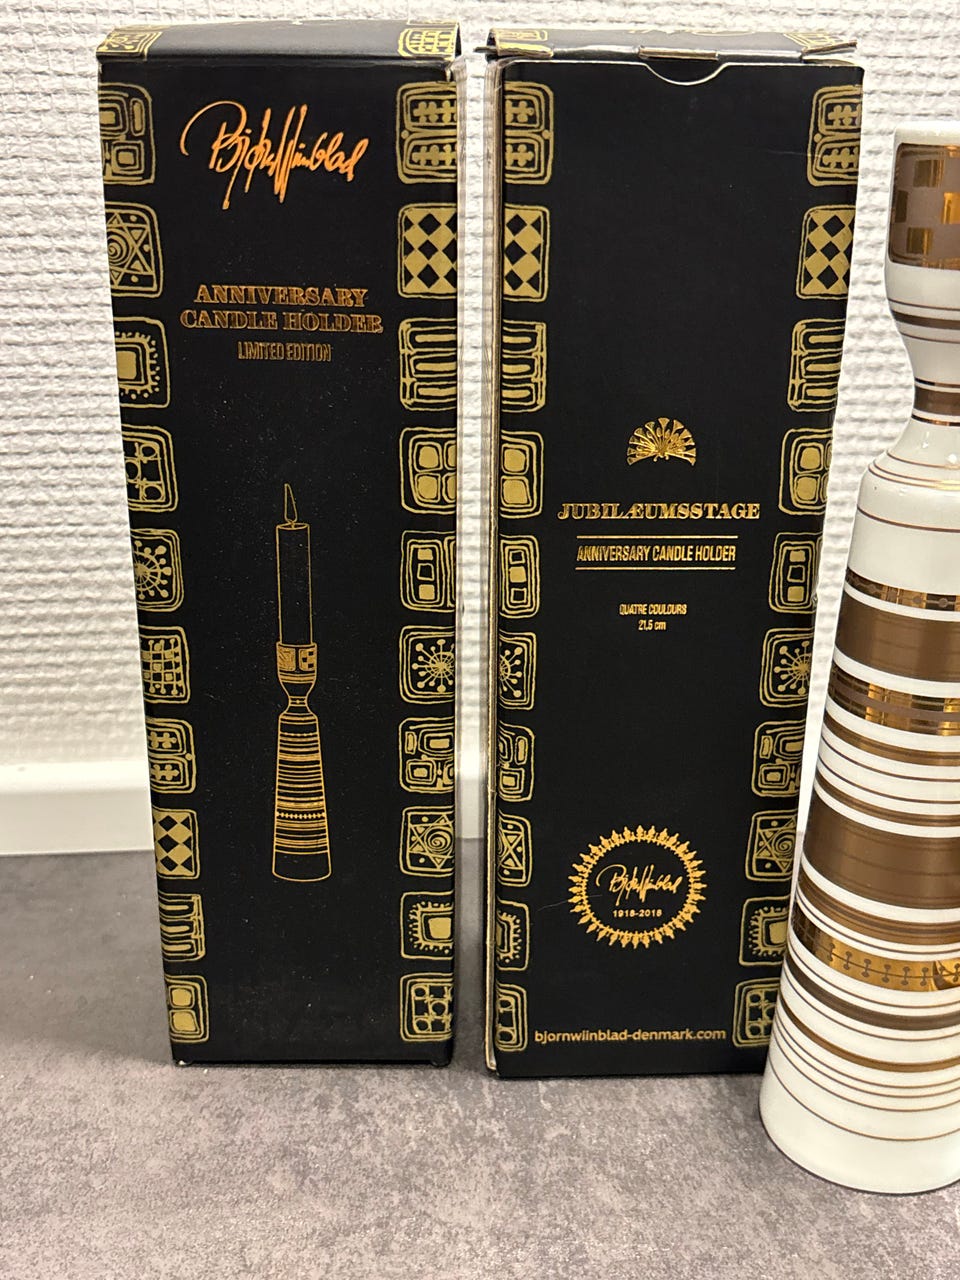 Bjørn Wiinblad
ANNIVERSARY
CANDLE HOLDER
LIMITED EDITION
JUBILÆUMSSTAGE
ANNIVERSARY CANDLE HOLDER
QUATRE COULOURS
21,5 cm
Bjørn Wiinblad
1918-2018
bjornwiinblad-denmark.com